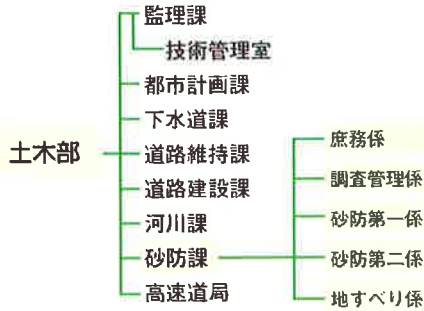 土木部
監理課
技術管理室
都市計画課
下水道課
道路維持課
道路建設課
河川課
砂防課
高速道局
庶務係
調査管理係
砂防第一係
砂防第二係
地すべり係